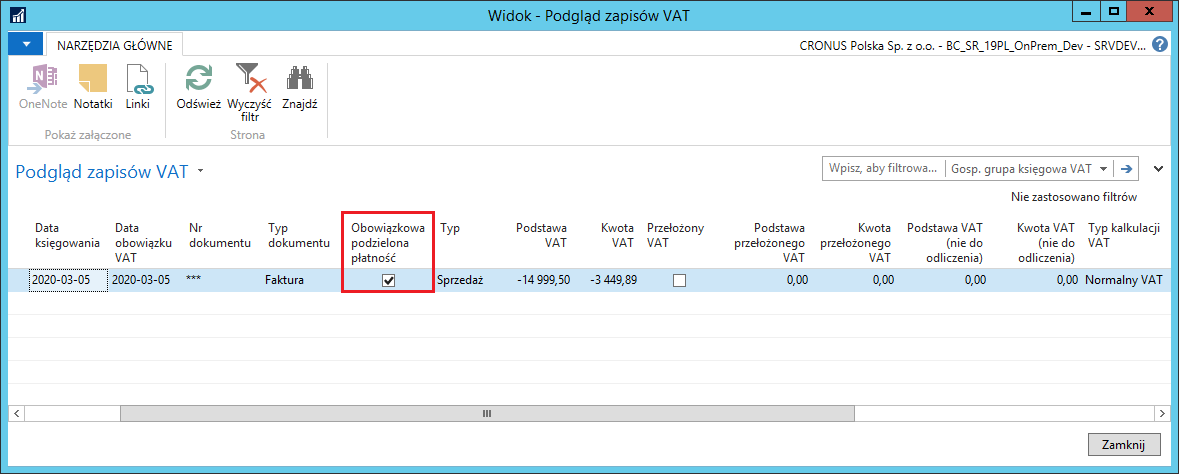 Widok - Podgląd zapisów VAT
NARZĘDZIA GŁÓWNE
CRONUS Polska Sp. z o.o. - BC_SR_19PL_OnPrem_Dev - SRVDEV...
OneNote Notatki Linki Odśwież Wyczyść filtr Znajdź
Pokaż załączone Strona
Podgląd zapisów VAT
Wpisz, aby filtrowa... Gosp. grupa księgowa VAT
Nie zastosowano filtrów
Data księgowania Data obowiązku VAT Nr dokumentu Typ dokumentu Obowiązkowa podzielona płatność Typ Podstawa VAT Kwota VAT Przełożony VAT Podstawa przełożonego VAT Kwota przełożonego VAT Podstawa VAT (nie do odliczenia) Kwota VAT (nie do odliczenia) Typ kalkulacji VAT
2020-03-05 2020-03-05 *** Faktura Sprzedaż -14 999,50 -3 449,89 0,00 0,00 0,00 0,00 Normalny VAT
Zamknij